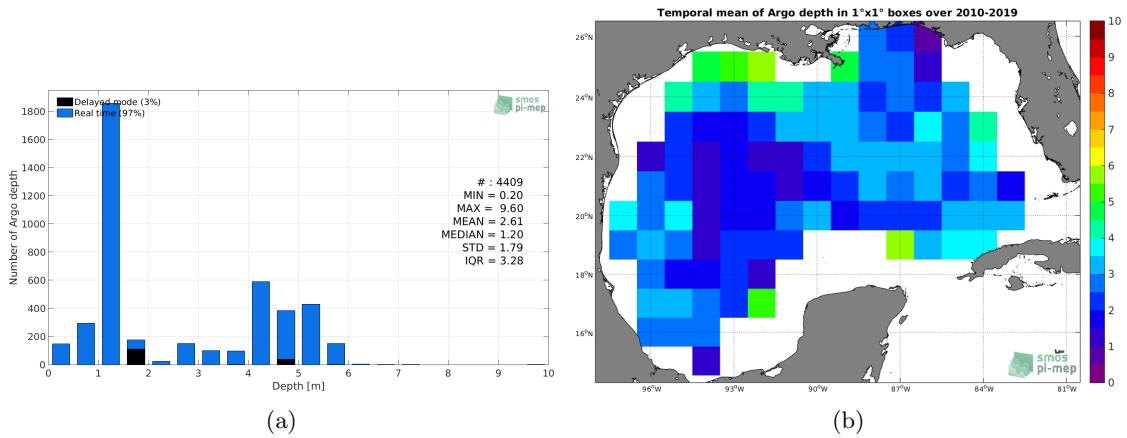 Delayed mode (3%)
Real time (97%)
smos
pi-mep
# : 4409
MIN = 0.20
MAX = 9.60
MEAN = 2.61
MEDIAN = 1.20
STD = 1.79
IQR = 3.28
Number of Argo depth
1800
1600
1400
1200
1000
800
600
400
200
0
0 1 2 3 4 5 6 7 8 9 10
Depth [m]
(a)
Temporal mean of Argo depth in 1°x1° boxes over 2010-2019
26°N
24°N
22°N
20°N
18°N
16°N
96°W 93°W 90°W 87°W 84°W 81°W
smos
pi-mep
10
9
8
7
6
5
4
3
2
1
0
(b)